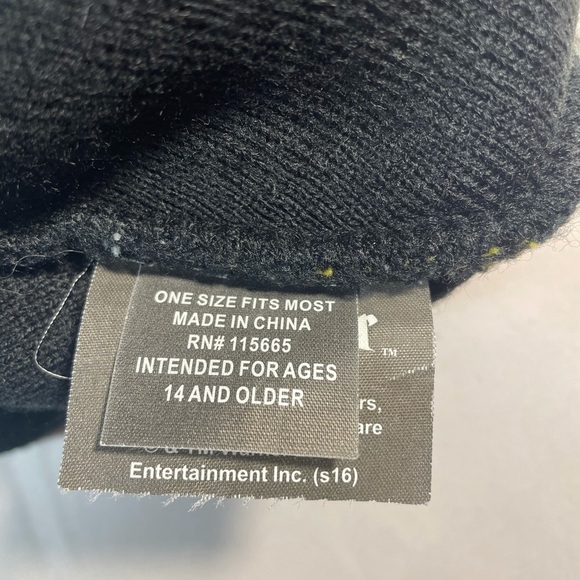 ONE SIZE FITS MOST
MADE IN CHINA
RN# 115665
INTENDED FOR AGES
14 AND OLDER
r™
rs,
are
© &
Entertainment Inc. (s16)